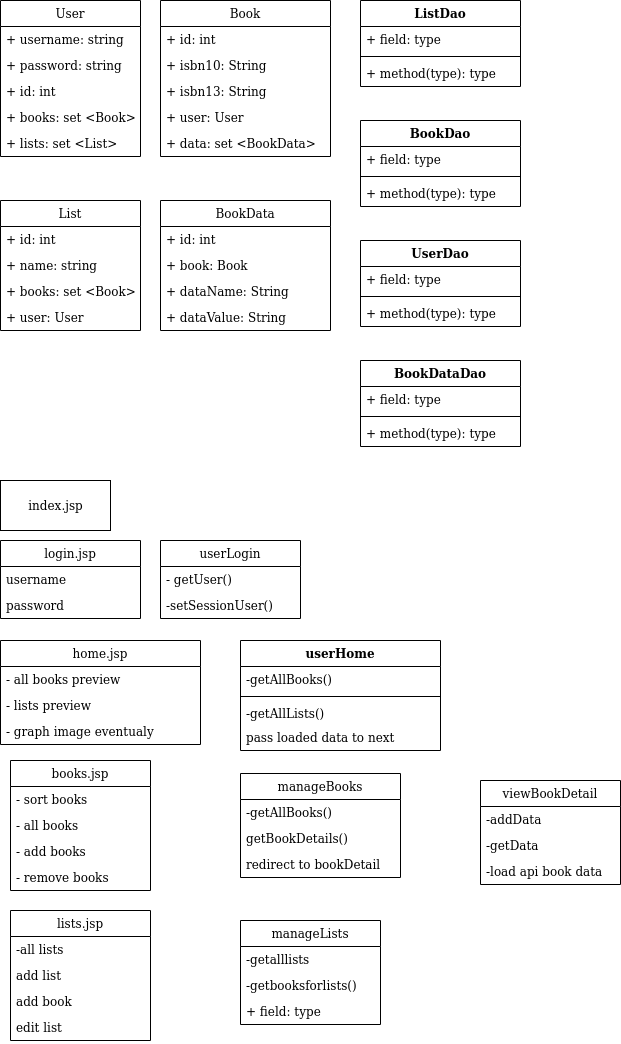 User
+ username: string
+ password: string
+ id: int
+ books: set <Book>
+ lists: set <List>
Book
+ id: int
+ isbn10: String
+ isbn13: String
+ user: User
+ data: set <BookData>
ListDao
+ field: type
+ method(type): type
BookDao
+ field: type
+ method(type): type
List
+ id: int
+ name: string
+ books: set <Book>
+ user: User
BookData
+ id: int
+ book: Book
+ dataName: String
+ dataValue: String
UserDao
+ field: type
+ method(type): type
BookDataDao
+ field: type
+ method(type): type
index.jsp
login.jsp
username
password
userLogin
- getUser()
-setSessionUser()
home.jsp
- all books preview
- lists preview
- graph image eventualy
userHome
-getAllBooks()
-getAllLists()
pass loaded data to next
books.jsp
- sort books
- all books
- add books
- remove books
manageBooks
-getAllBooks()
getBookDetails()
redirect to bookDetail
viewBookDetail
-addData
-getData
-load api book data
lists.jsp
-all lists
add list
add book
edit list
manageLists
-getalllists
-getbooksforlists()
+ field: type